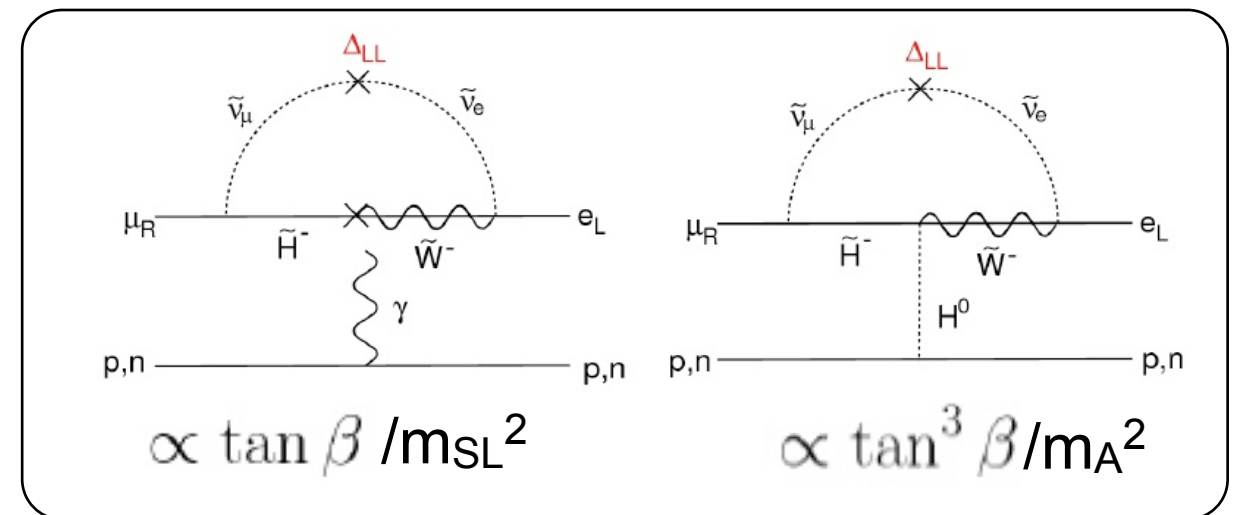 Δ_LL Δ_LL
ν̃_μ ν̃_e ν̃_μ ν̃_e
μ_R H̃⁻ W̃⁻ e_L μ_R H̃⁻ W̃⁻ e_L
γ H⁰
p,n p,n p,n p,n
∝ tan β /m_SL² ∝ tan³ β/m_A²